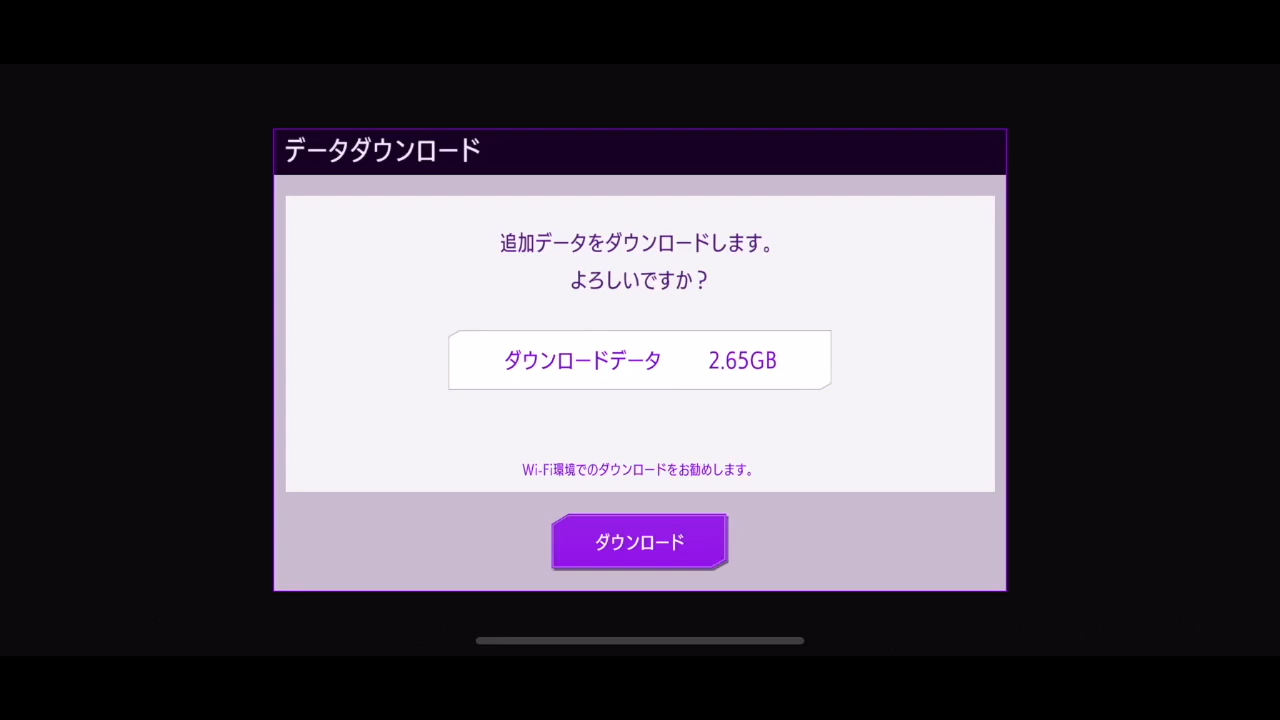 データダウンロード
追加データをダウンロードします。
よろしいですか？
ダウンロードデータ 2.65GB
Wi-Fi環境でのダウンロードをお勧めします。
ダウンロード